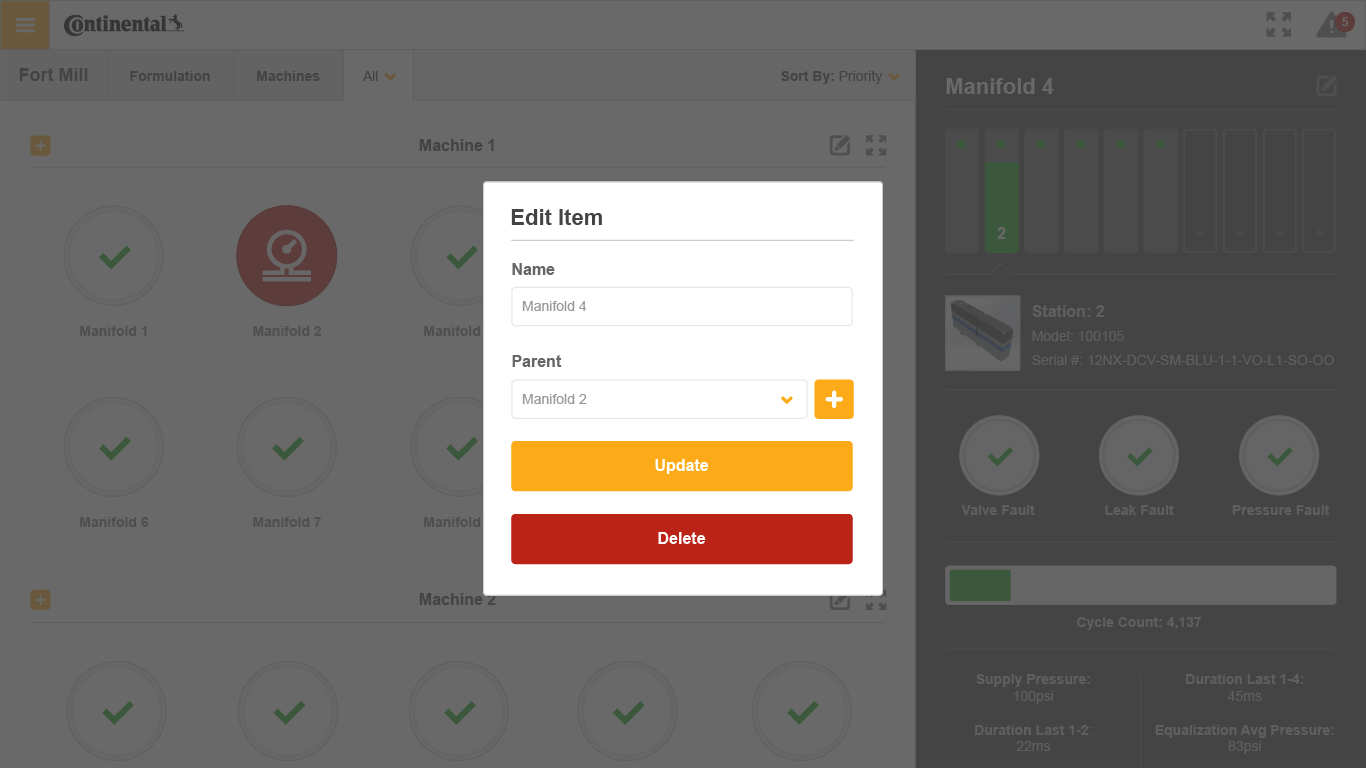 Continental
5
Fort Mill
Formulation
Machines
All
Sort By: Priority
Machine 1
Manifold 1
Manifold 2
Manifold
Manifold 6
Manifold 7
Manifold
Machine 2
Edit Item
Name
Manifold 4
Parent
Manifold 2
Update
Delete
Manifold 4
2
Station: 2
Model: 100105
Serial #: 12NX-DCV-SM-BLU-1-1-VO-L1-SO-OO
Valve Fault
Leak Fault
Pressure Fault
Cycle Count: 4,137
Supply Pressure:
100psi
Duration Last 1-4:
45ms
Duration Last 1-2:
22ms
Equalization Avg Pressure:
83psi